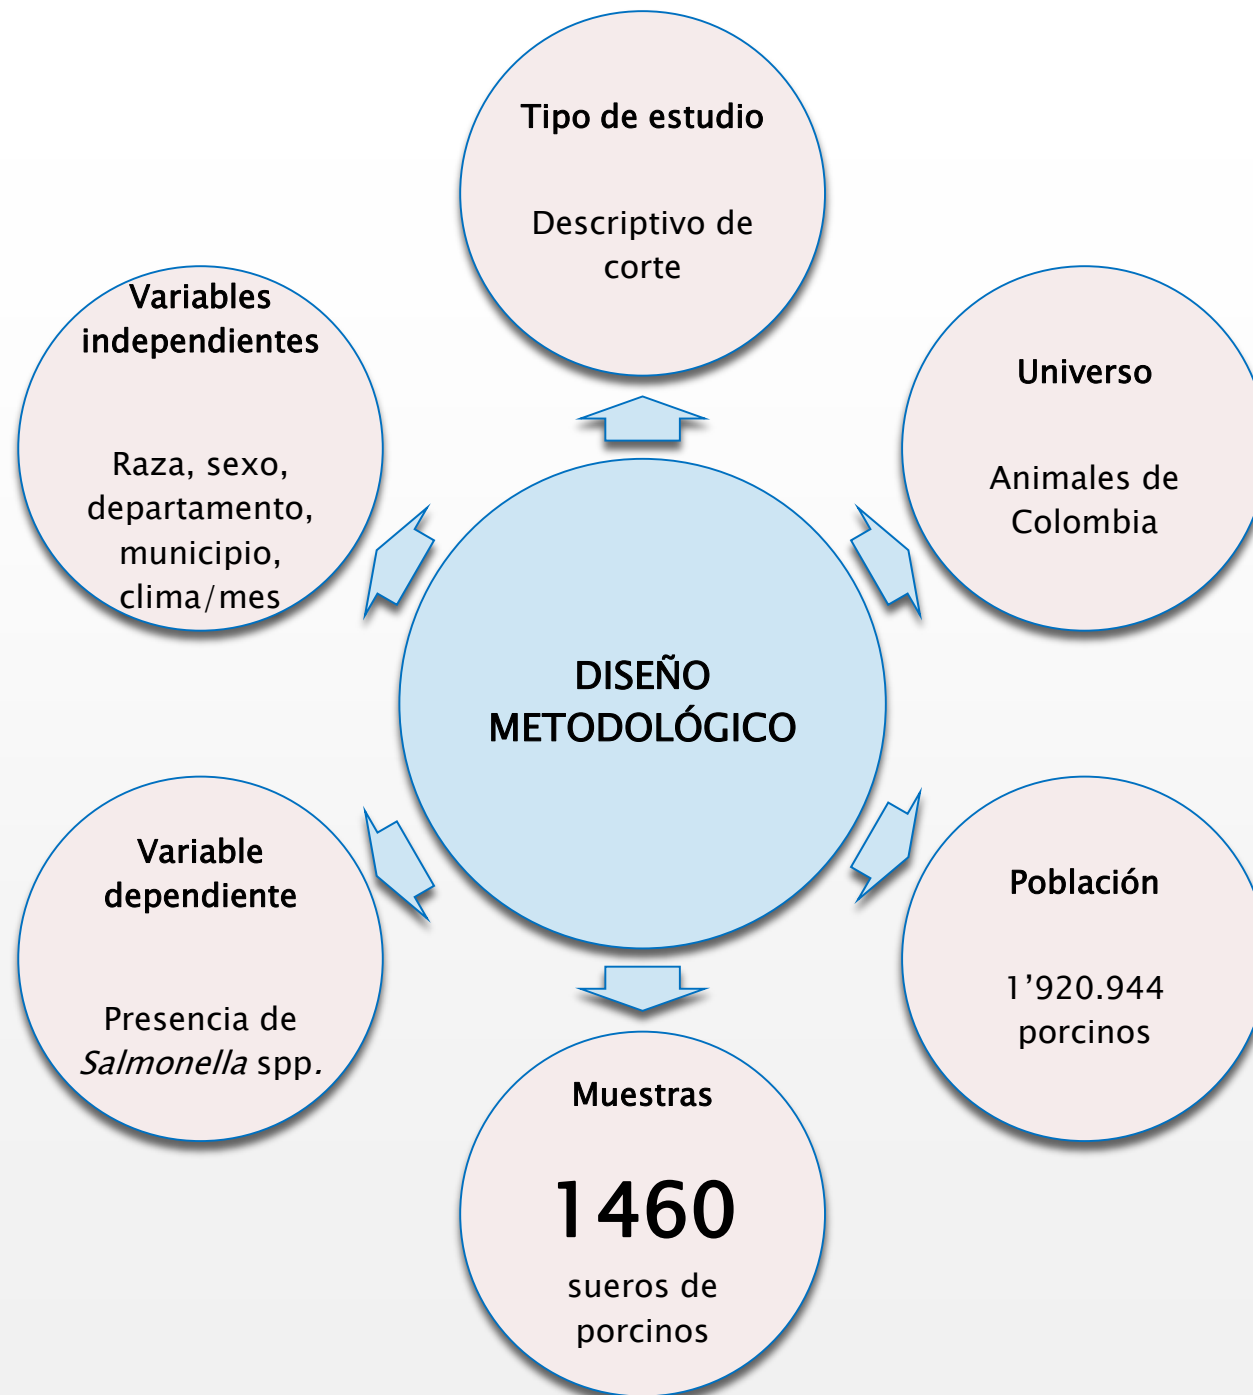 Tipo de estudio
Descriptivo de
corte
Variables
independientes
Raza, sexo,
departamento,
municipio,
clima/mes
Universo
Animales de
Colombia
DISEÑO
METODOLÓGICO
Variable
dependiente
Presencia de
Salmonella spp.
Población
1’920.944
porcinos
Muestras
1460
sueros de
porcinos